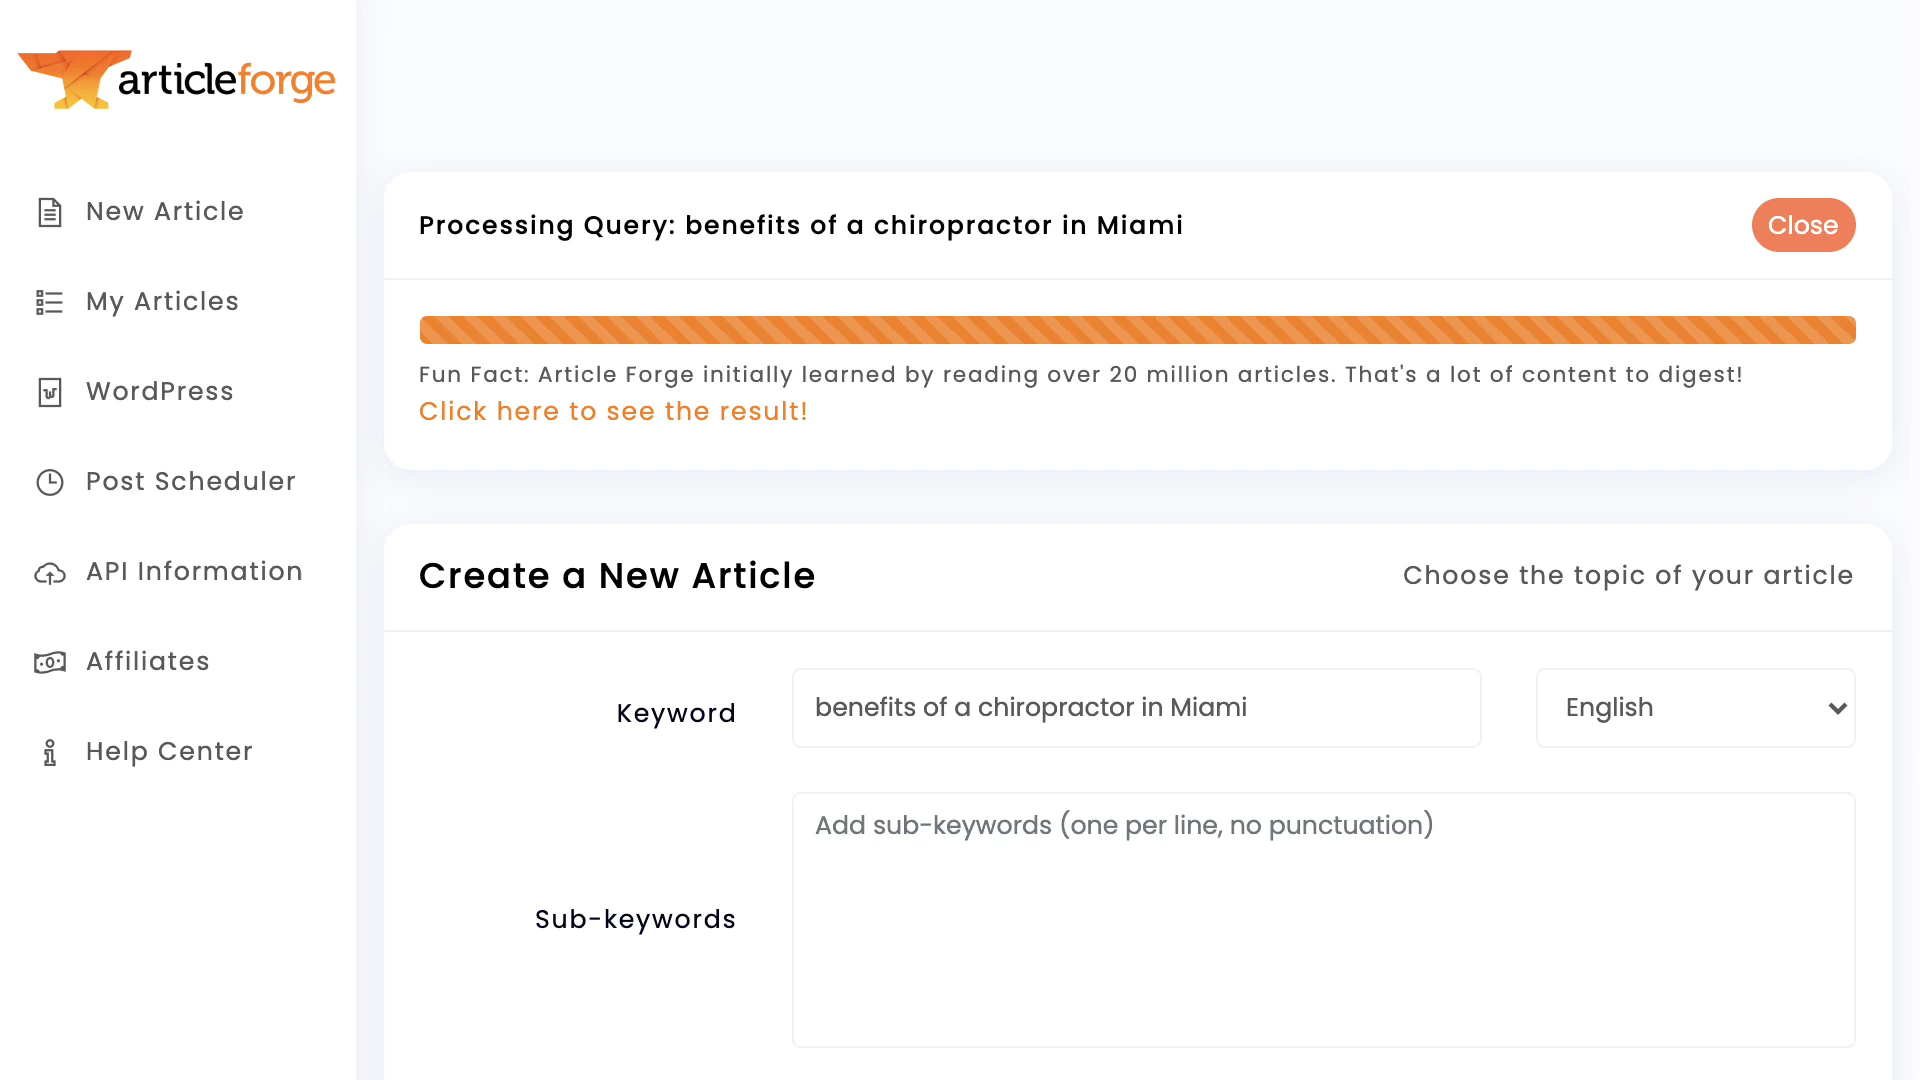 articleforge
New Article
My Articles
WordPress
Post Scheduler
API Information
Affiliates
Help Center
Processing Query: benefits of a chiropractor in Miami
Close
Fun Fact: Article Forge initially learned by reading over 20 million articles. That's a lot of content to digest!
Click here to see the result!
Create a New Article
Choose the topic of your article
Keyword
benefits of a chiropractor in Miami
English
Sub-keywords
Add sub-keywords (one per line, no punctuation)